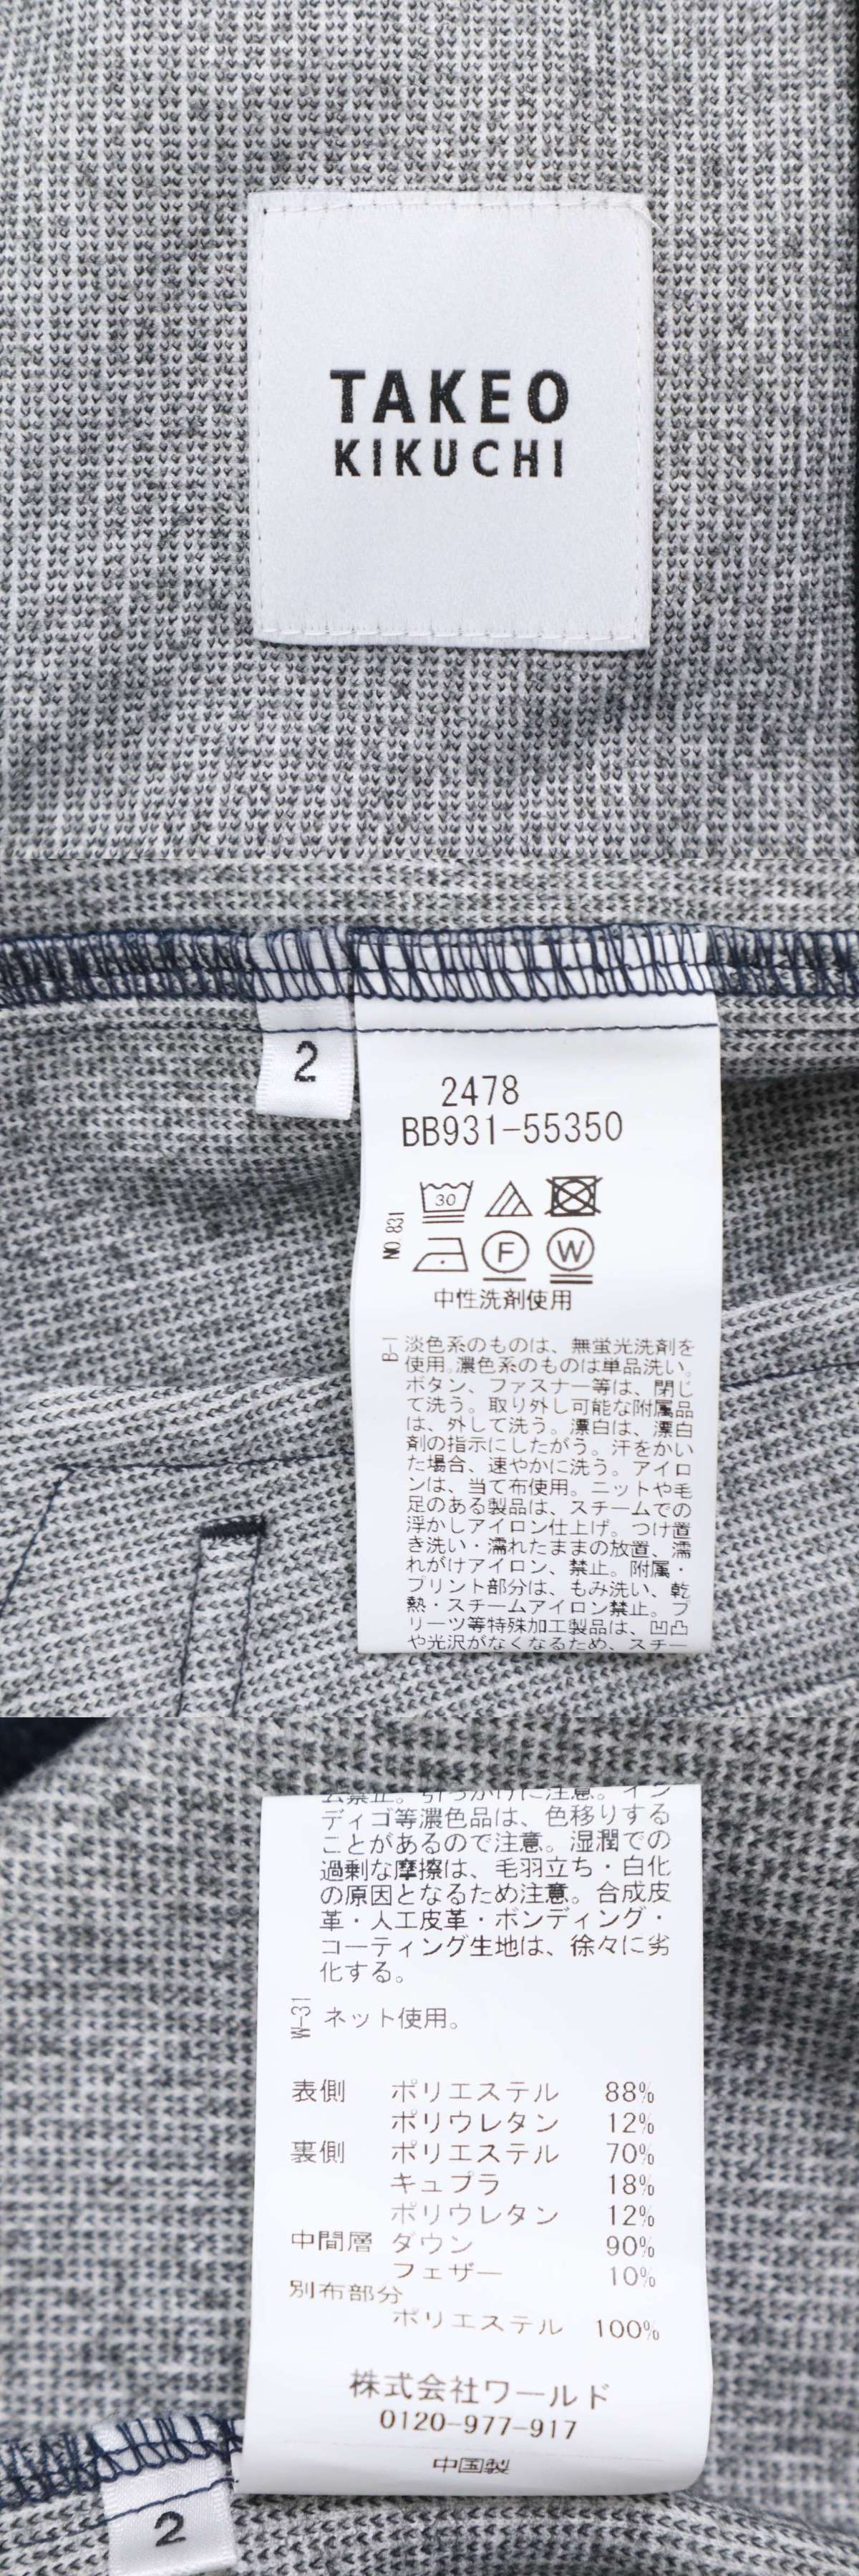 TAKEO
KIKUCHI
2
2478
BB931-55350
30
NO 831
F
W
中性洗剤使用
B-1
淡色系のものは、無蛍光洗剤を
使用。濃色系のものは単品洗い。
ボタン、ファスナー等は、閉じ
て洗う。取り外し可能な附属品
は、外して洗う。漂白は、漂白
剤の指示にしたがう。汗をかい
た場合、速やかに洗う。アイロ
ンは、当て布使用。ニットや毛
足のある製品は、スチームでの
浮かしアイロン仕上げ。つけ置
き洗い・濡れたままの放置、濡
れがけアイロン、禁止。附属・
プリント部分は、もみ洗い、乾
熱・スチームアイロン禁止。プ
リーツ等特殊加工製品は、凹凸
や光沢がなくなるため、スチー
ム禁止。引っかけに注意。イン
ディゴ等濃色品は、色移りする
ことがあるので注意。湿潤での
過剰な摩擦は、毛羽立ち・白化
の原因となるため注意。合成皮
革・人工皮革・ボンディング・
コーティング生地は、徐々に劣
化する。
W-31
ネット使用。
表側 ポリエステル 88%
ポリウレタン 12%
裏側 ポリエステル 70%
キュプラ 18%
ポリウレタン 12%
中間層 ダウン 90%
フェザー 10%
別布部分
ポリエステル 100%
株式会社ワールド
0120-977-917
中国製
2